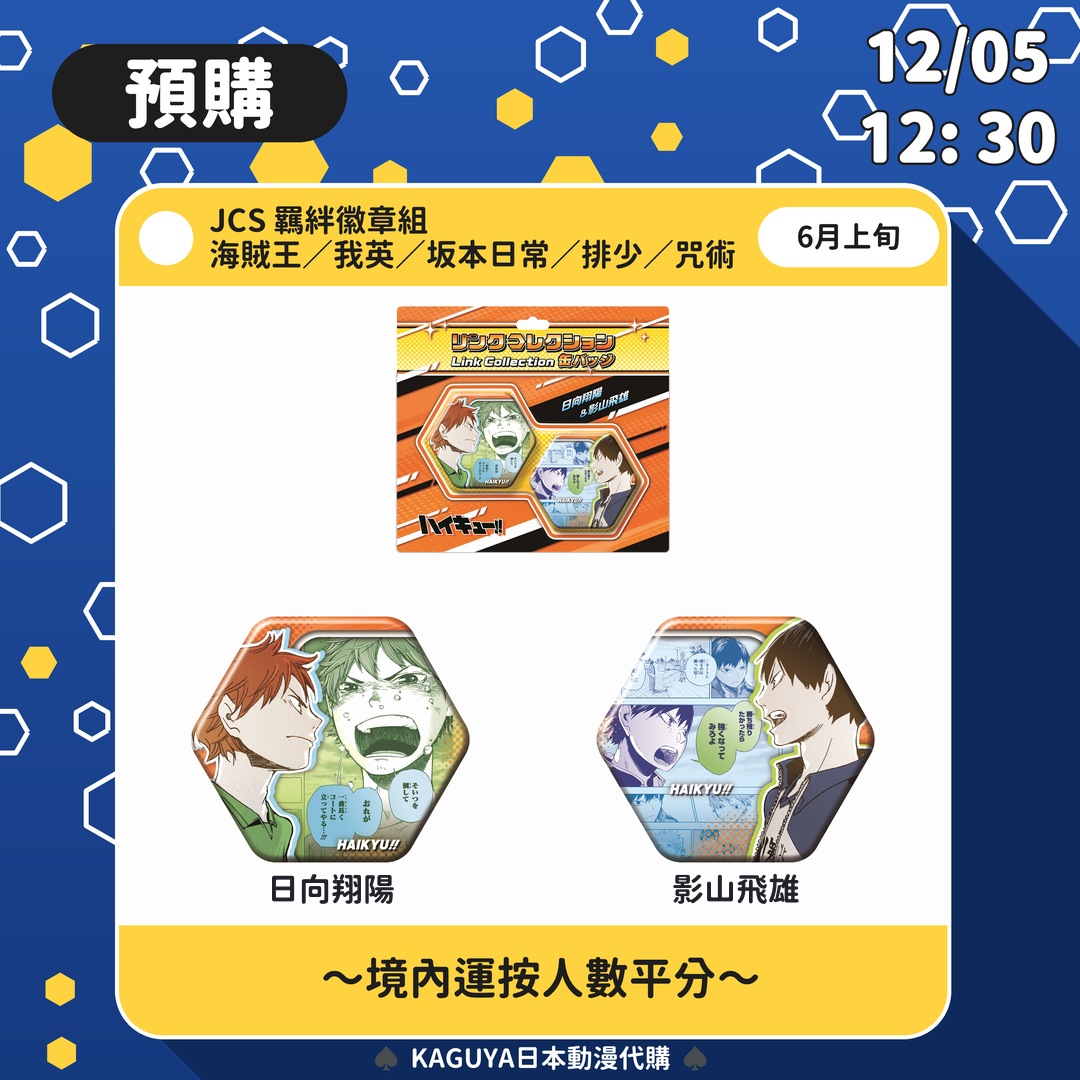 預購
12/05
12: 30
JCS 羈絆徽章組
海賊王／我英／坂本日常／排少／咒術
6月上旬
リンクコレクション
Link Collection 缶バッジ
日向翔陽
&影山飛雄
HAIKYU!!
HAIKYU!!
ハイキュー!!
そいつを
倒して
おれが
一番長く
コートに
立ってやる…!!
HAIKYU!!
勝ち残り
たかったら
強くなって
みろよ
HAIKYU!!
日向翔陽
影山飛雄
～境內運按人數平分～
♠ KAGUYA日本動漫代購 ♠